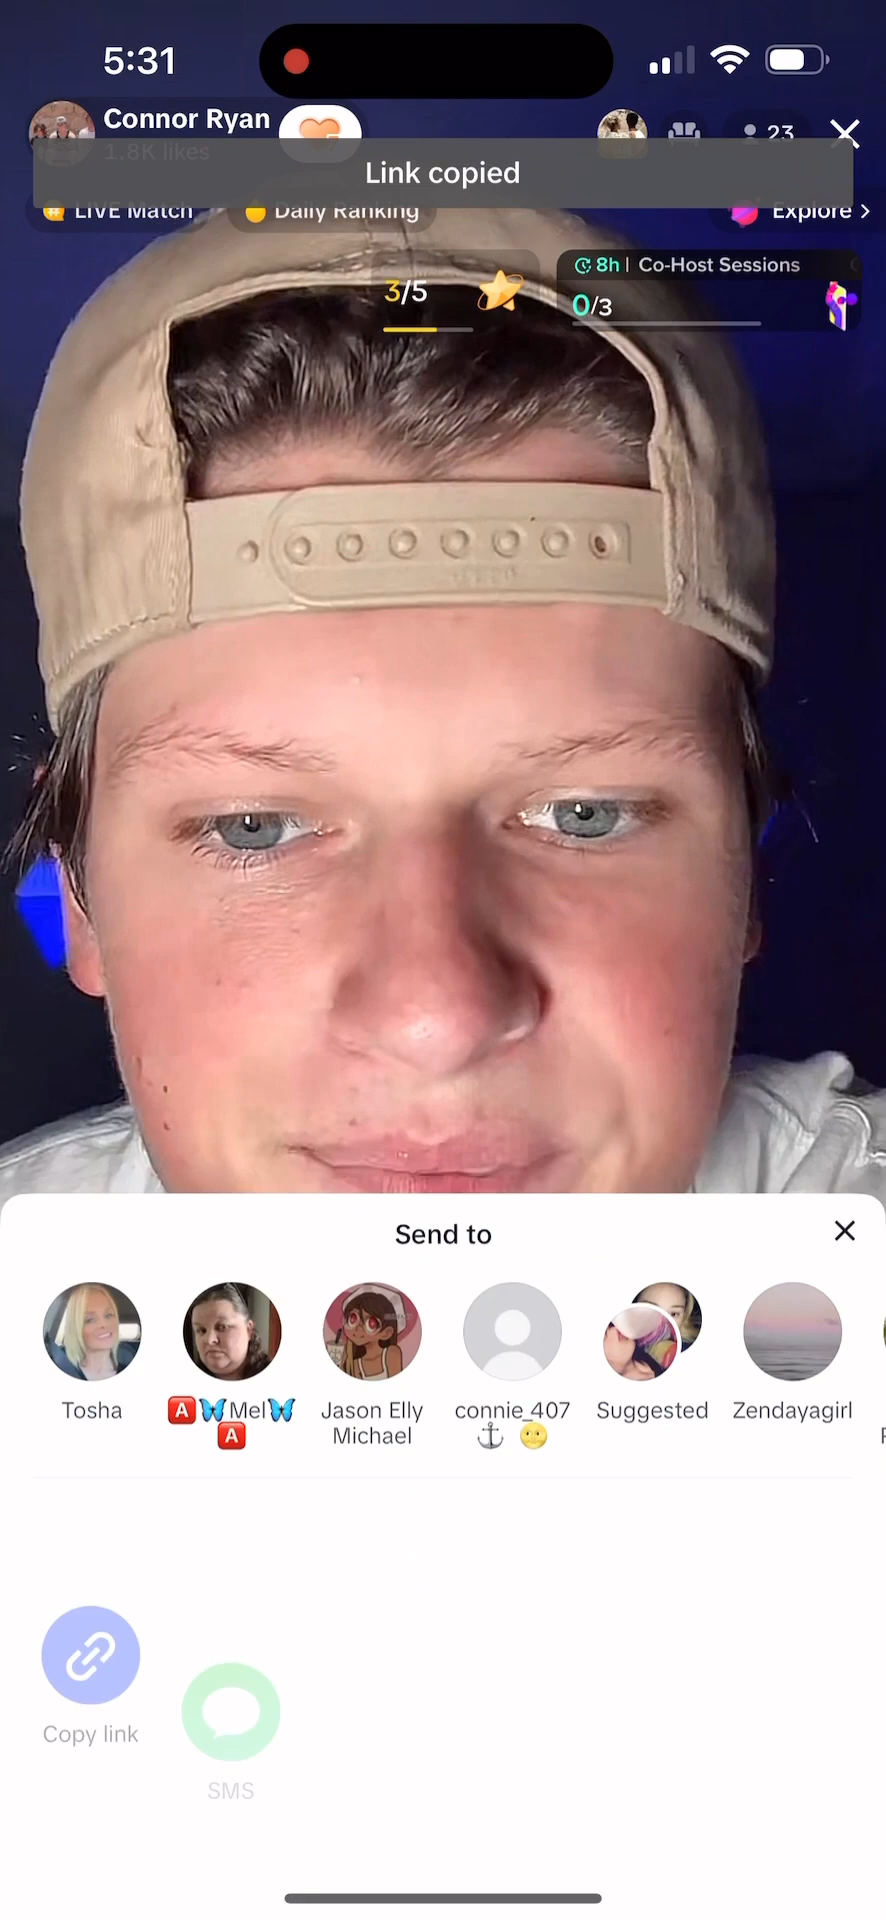 5:31
Connor Ryan
1.8K likes
23
Link copied
LIVE Match
Daily Ranking
Explore >
3/5
8h | Co-Host Sessions
0/3
Send to
Tosha
🅰️🦋Mel🦋
🅰️
Jason Elly
Michael
connie_407
⚓ 🌝
Suggested
Zendayagirl
Copy link
SMS